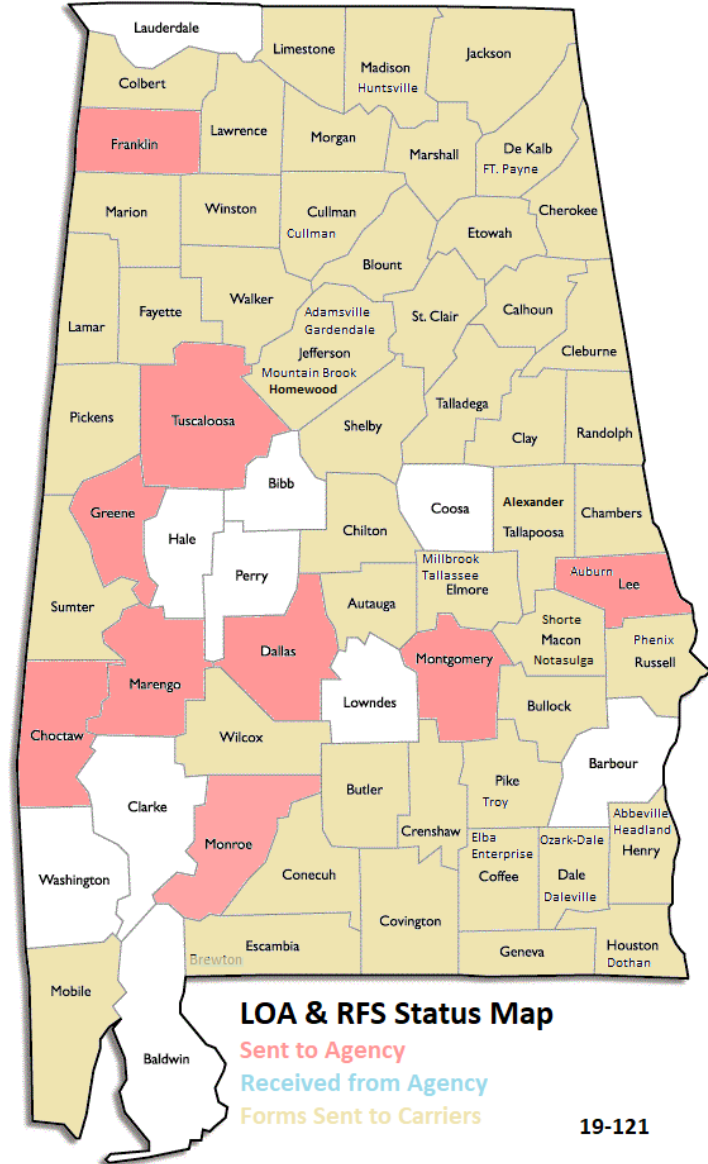 Lauderdale
Limestone
Madison
Huntsville
Jackson
Colbert
Franklin
Lawrence
Morgan
Marshall
De Kalb
FT. Payne
Marion
Winston
Cullman
Cullman
Cherokee
Etowah
Blount
Lamar
Fayette
Walker
Adamsville
Gardendale
Jefferson
Mountain Brook
Homewood
St. Clair
Calhoun
Cleburne
Pickens
Tuscaloosa
Shelby
Talladega
Clay
Randolph
Bibb
Greene
Hale
Perry
Chilton
Coosa
Alexander
Tallapoosa
Chambers
Sumter
Autauga
Millbrook
Tallassee
Elmore
Auburn
Lee
Marengo
Dallas
Montgomery
Shorte
Macon
Notasulga
Phenix
Russell
Choctaw
Wilcox
Lowndes
Bullock
Clarke
Butler
Crenshaw
Pike
Troy
Barbour
Washington
Monroe
Conecuh
Elba
Enterprise
Coffee
Ozark-Dale
Dale
Daleville
Abbeville
Headland
Henry
Covington
Brewton
Escambia
Geneva
Houston
Dothan
Mobile
Baldwin
LOA & RFS Status Map
Sent to Agency
Received from Agency
Forms Sent to Carriers
19-121